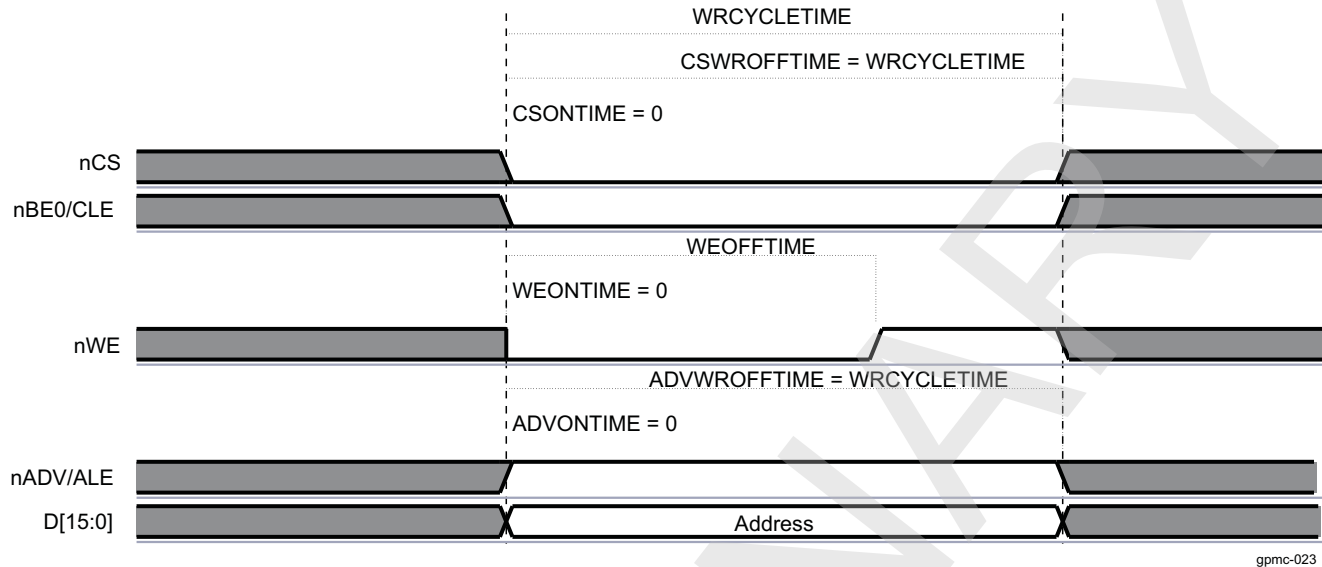 WRCYCLETIME
CSWROFFTIME = WRCYCLETIME
CSONTIME = 0
nCS
nBE0/CLE
WEOFFTIME
WEONTIME = 0
nWE
ADVWROFFTIME = WRCYCLETIME
ADVONTIME = 0
nADV/ALE
D[15:0]
Address
gpmc-023